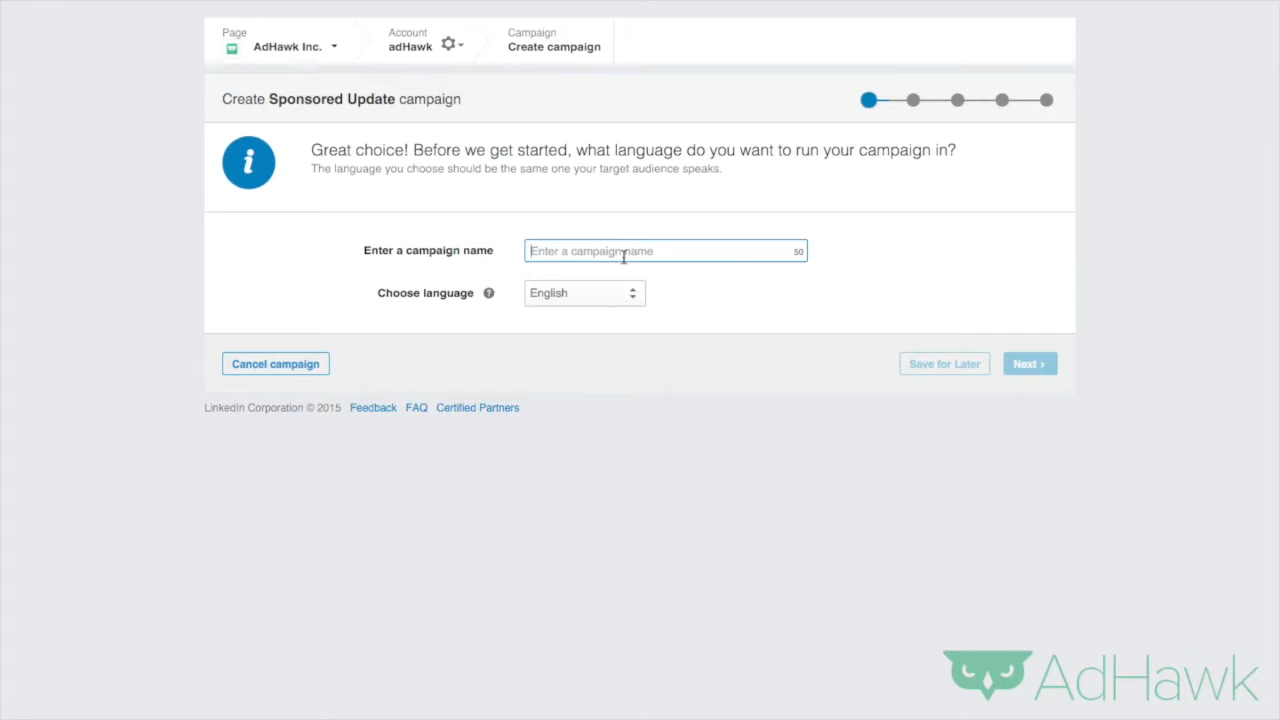 Page
AdHawk Inc.
Account
adHawk
Campaign
Create campaign
Create Sponsored Update campaign
i
Great choice! Before we get started, what language do you want to run your campaign in?
The language you choose should be the same one your target audience speaks.
Enter a campaign name
Enter a campaign name
50
Choose language ?
English
Cancel campaign
Save for Later
Next >
LinkedIn Corporation © 2015 Feedback FAQ Certified Partners
AdHawk